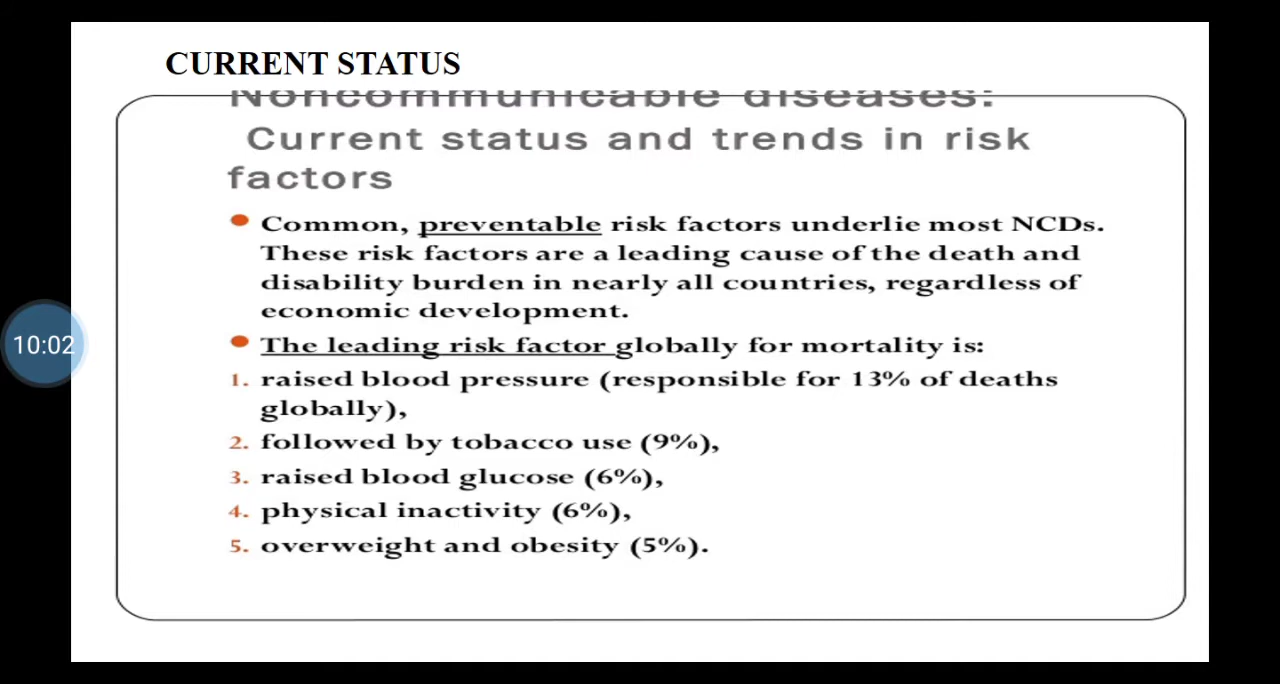 CURRENT STATUS
Noncommunicable diseases:
Current status and trends in risk
factors
Common, preventable risk factors underlie most NCDs.
These risk factors are a leading cause of the death and
disability burden in nearly all countries, regardless of
economic development.
The leading risk factor globally for mortality is:
1. raised blood pressure (responsible for 13% of deaths
globally),
2. followed by tobacco use (9%),
3. raised blood glucose (6%),
4. physical inactivity (6%),
5. overweight and obesity (5%).
10:02